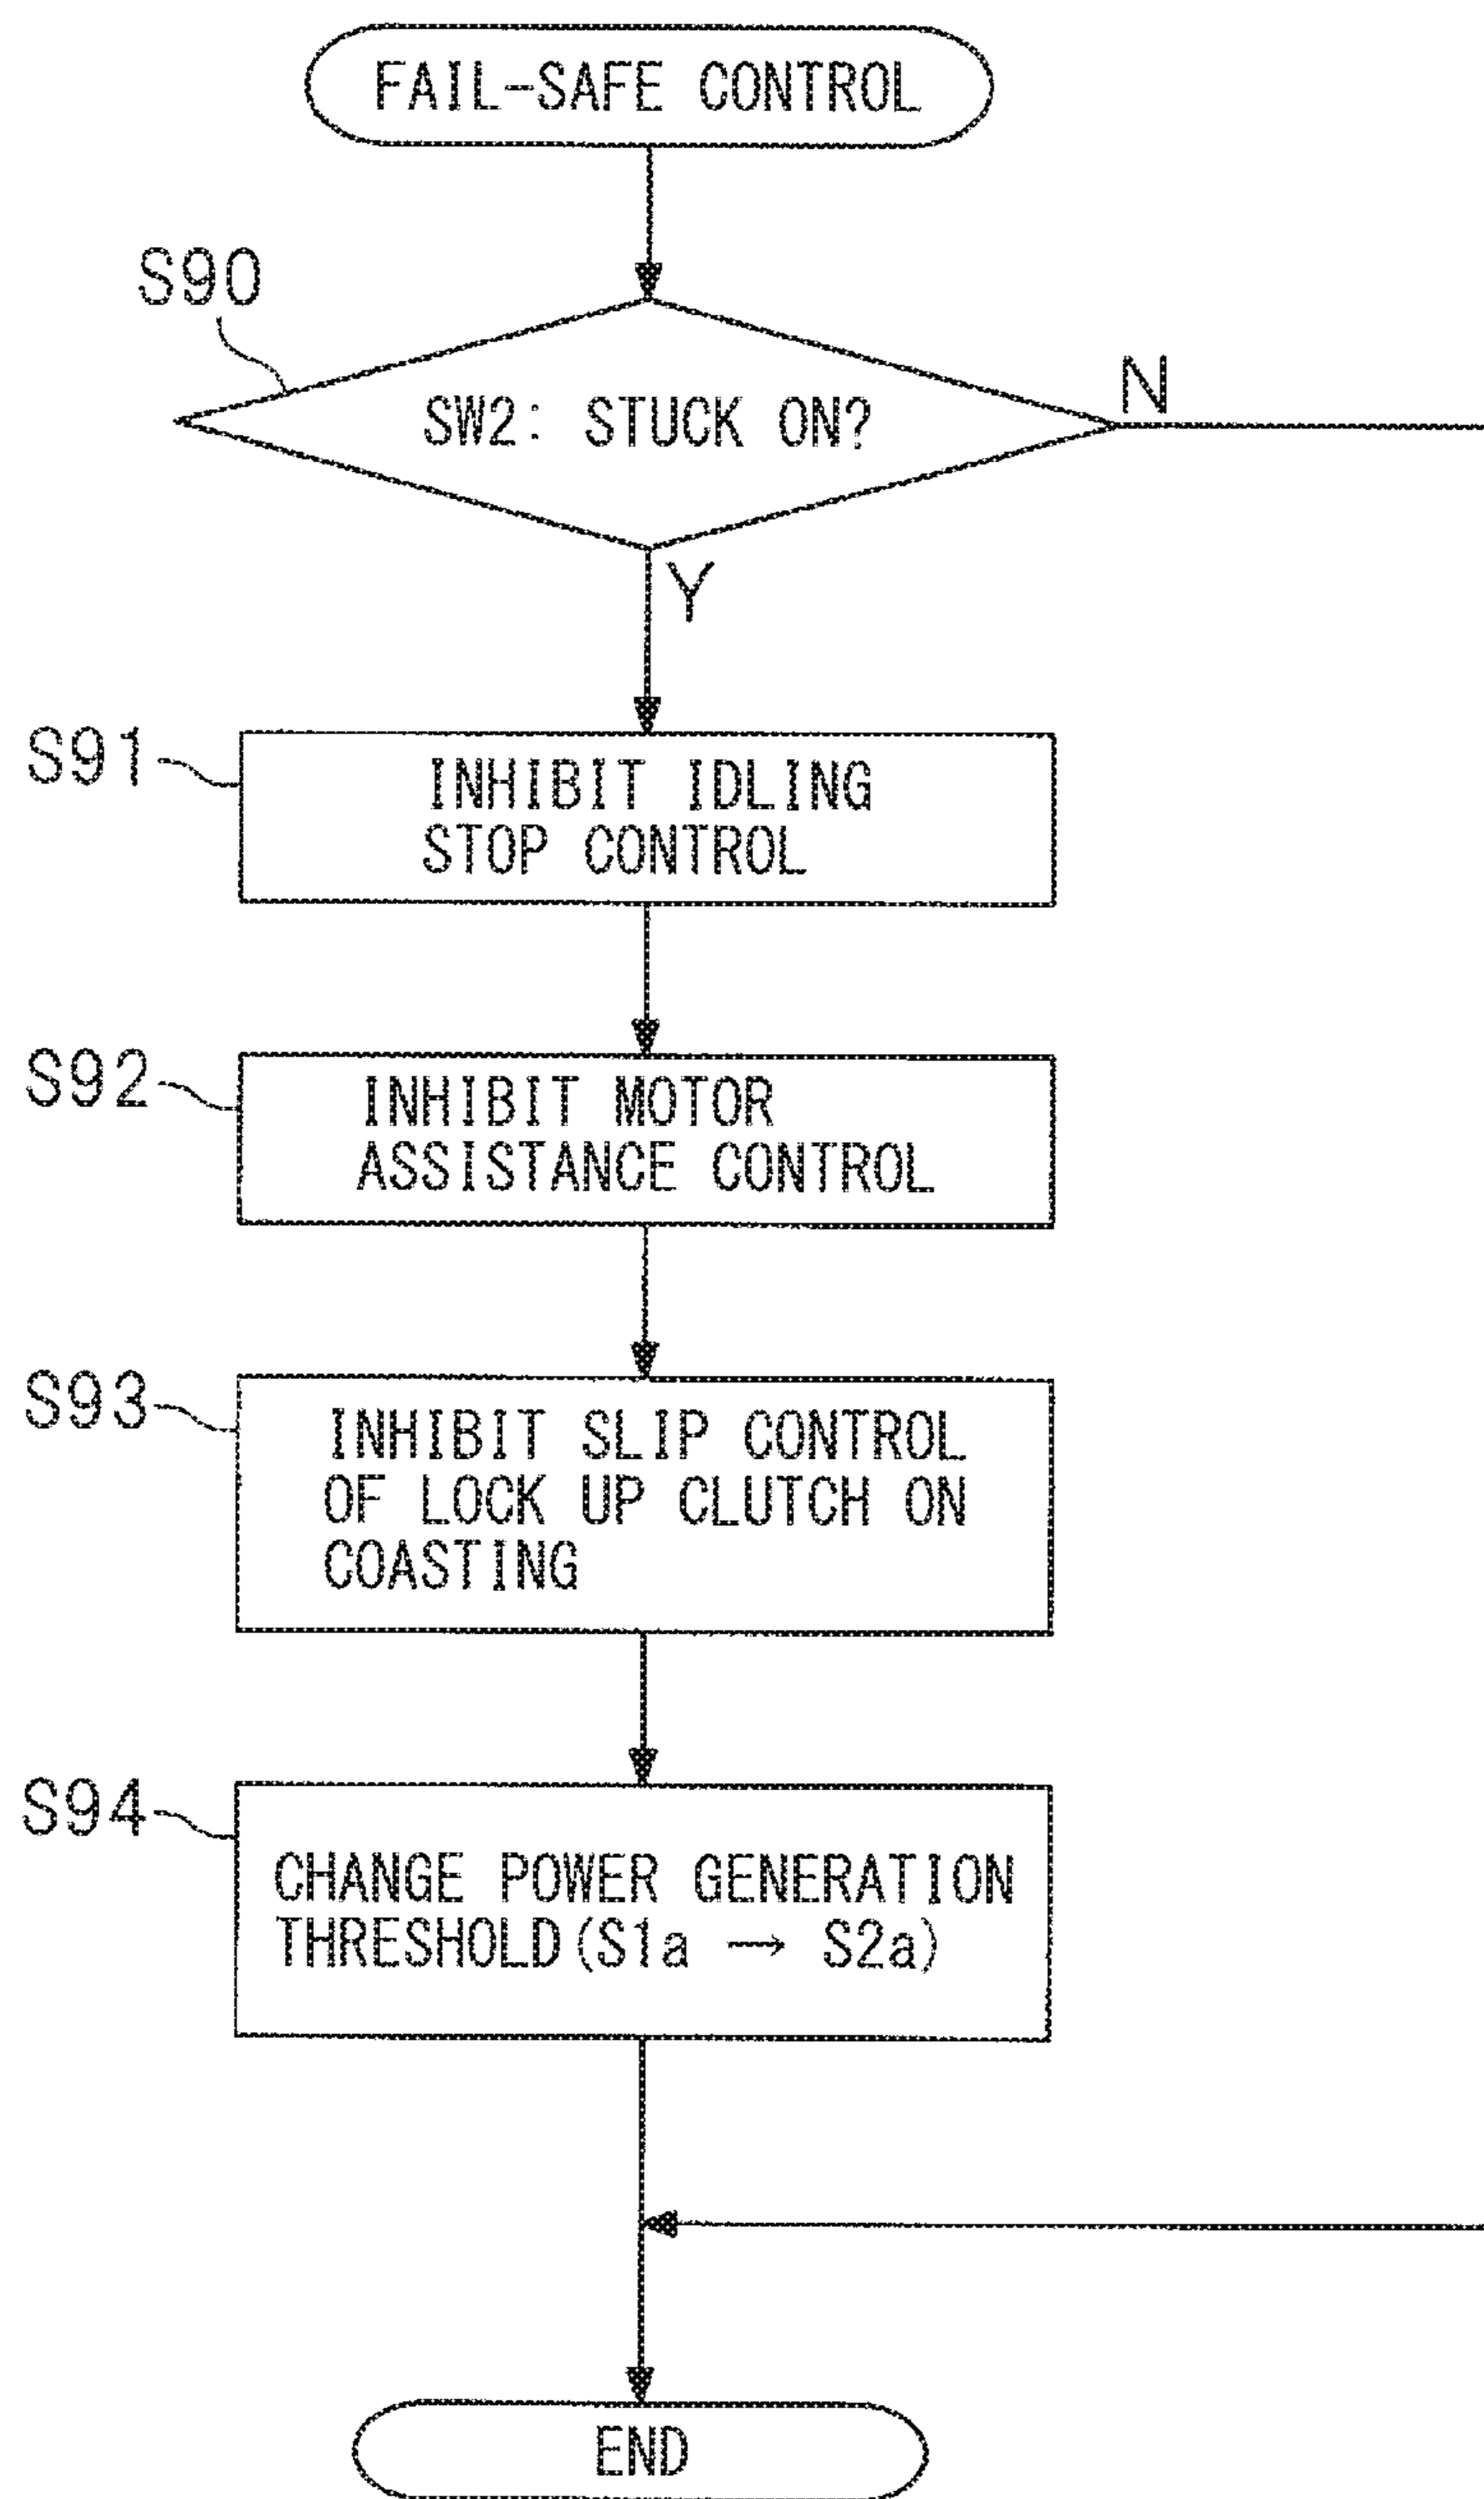 FAIL-SAFE CONTROL
S90
SW2: STUCK ON?
N
Y
S91
INHIBIT IDLING
STOP CONTROL
S92
INHIBIT MOTOR
ASSISTANCE CONTROL
S93
INHIBIT SLIP CONTROL
OF LOCK UP CLUTCH ON
COASTING
S94
CHANGE POWER GENERATION
THRESHOLD(S1a → S2a)
END